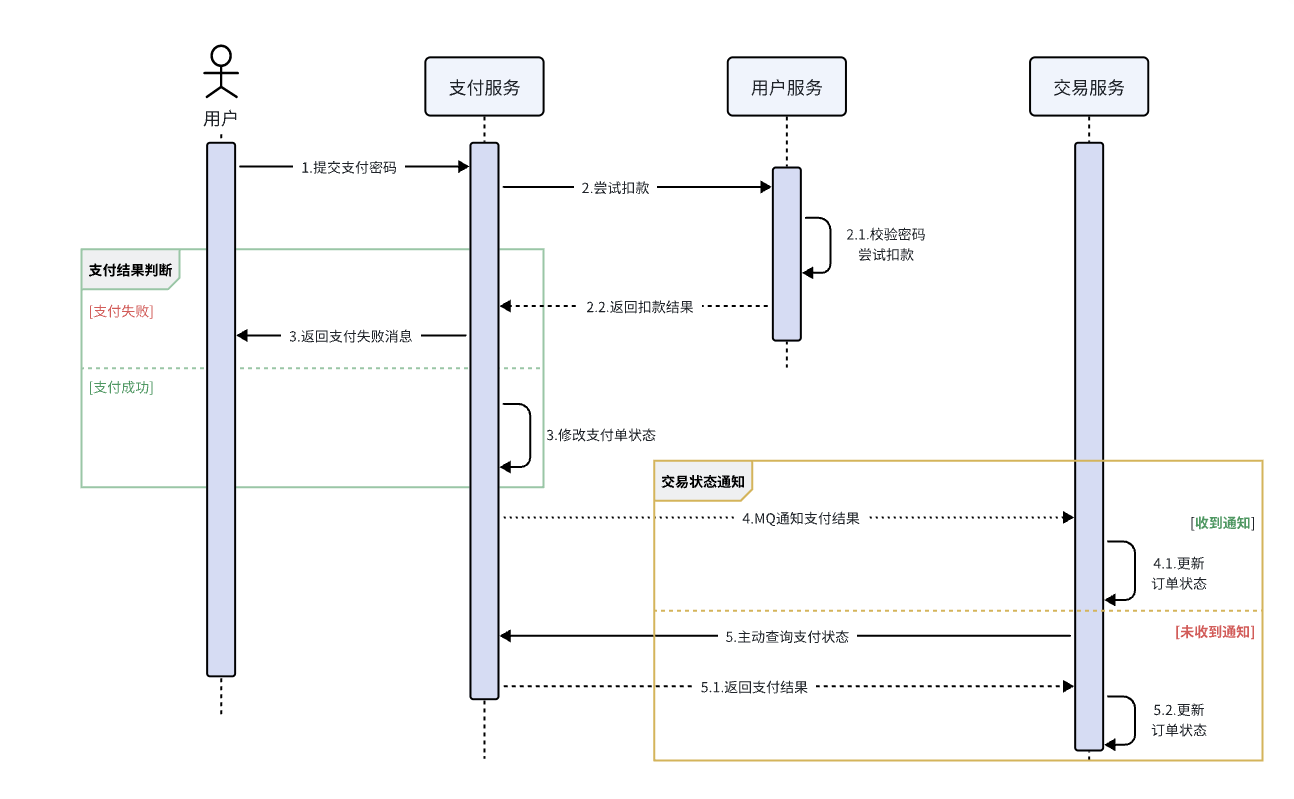 用户
支付服务
用户服务
交易服务
1.提交支付密码
2.尝试扣款
2.1.校验密码
尝试扣款
支付结果判断
[支付失败]
2.2.返回扣款结果
3.返回支付失败消息
[支付成功]
3.修改支付单状态
交易状态通知
4.MQ通知支付结果
[收到通知]
4.1.更新
订单状态
5.主动查询支付状态
[未收到通知]
5.1.返回支付结果
5.2.更新
订单状态